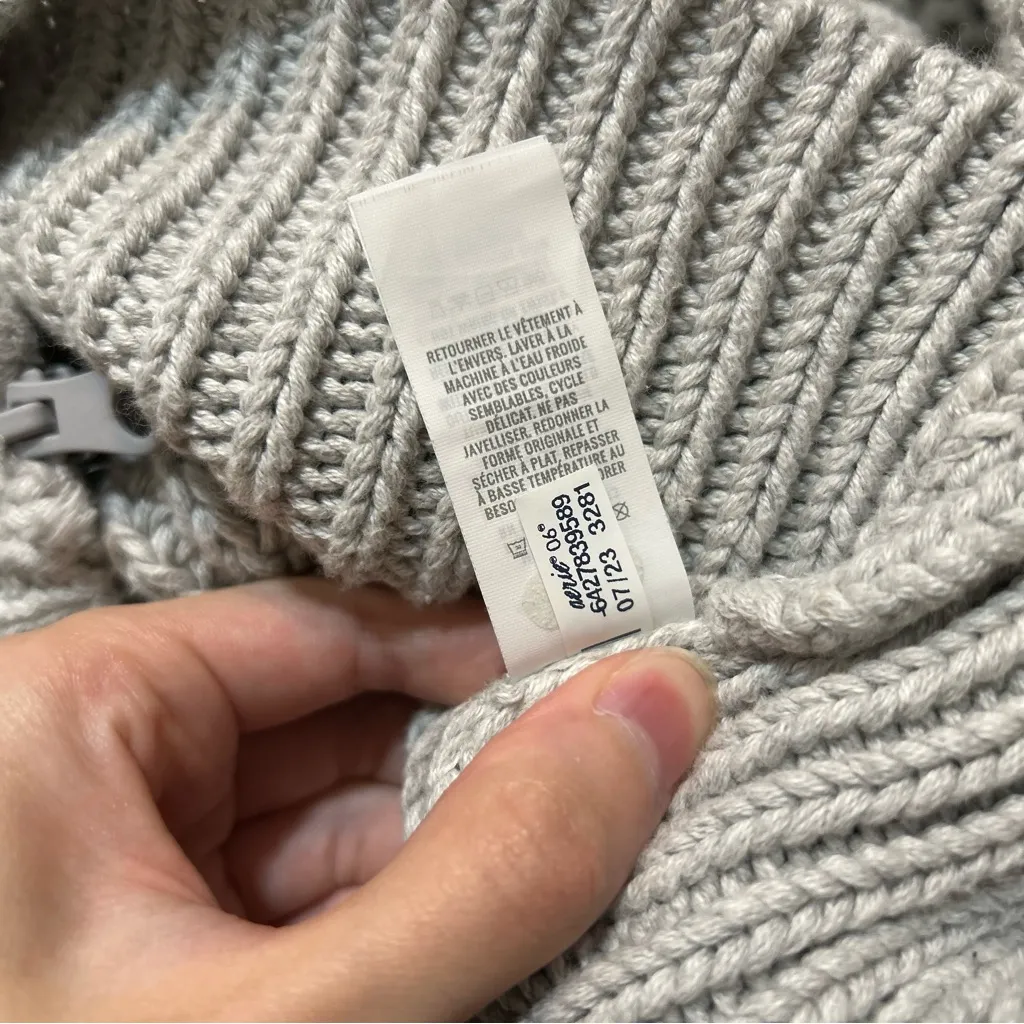 RETOURNER LE VÊTEMENT À
L'ENVERS, LAVER À LA
MACHINE À L'EAU FROIDE
AVEC DES COULEURS
SEMBLABLES, CYCLE
DÉLICAT, NE PAS
JAVELLISER, REDONNER LA
FORME ORIGINALE ET
SÉCHER À PLAT, REPASSER
À BASSE TEMPÉRATURE AU
BESO
aerie® 06®
6427839589
07/23 3281